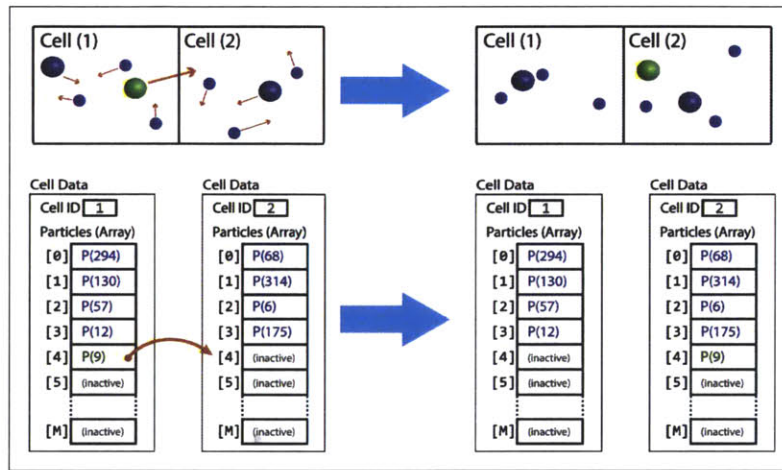 Cell (1)
Cell (2)
Cell (1)
Cell (2)
Cell Data
Cell ID 1
Particles (Array)
[0] P(294)
[1] P(130)
[2] P(57)
[3] P(12)
[4] P(9)
[5] (inactive)
[M] (inactive)
Cell Data
Cell ID 2
Particles (Array)
[0] P(68)
[1] P(314)
[2] P(6)
[3] P(175)
[4] (inactive)
[5] (inactive)
[M] (inactive)
Cell Data
Cell ID 1
Particles (Array)
[0] P(294)
[1] P(130)
[2] P(57)
[3] P(12)
[4] (inactive)
[5] (inactive)
[M] (inactive)
Cell Data
Cell ID 2
Particles (Array)
[0] P(68)
[1] P(314)
[2] P(6)
[3] P(175)
[4] P(9)
[5] (inactive)
[M] (inactive)